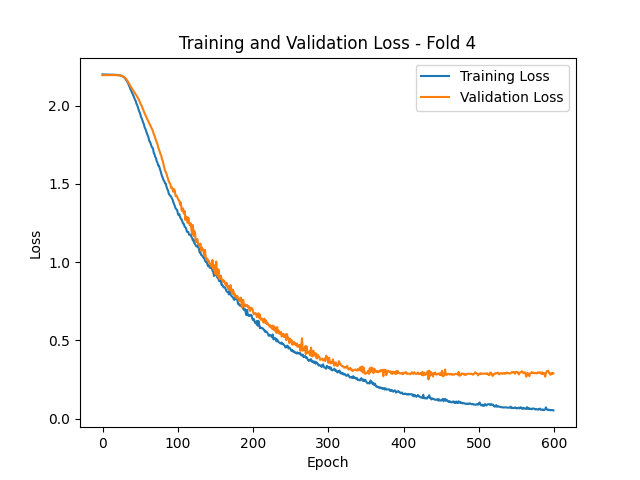 Training and Validation Loss - Fold 4
Training Loss
Validation Loss
2.0
1.5
1.0
0.5
0.0
Loss
0 100 200 300 400 500 600
Epoch